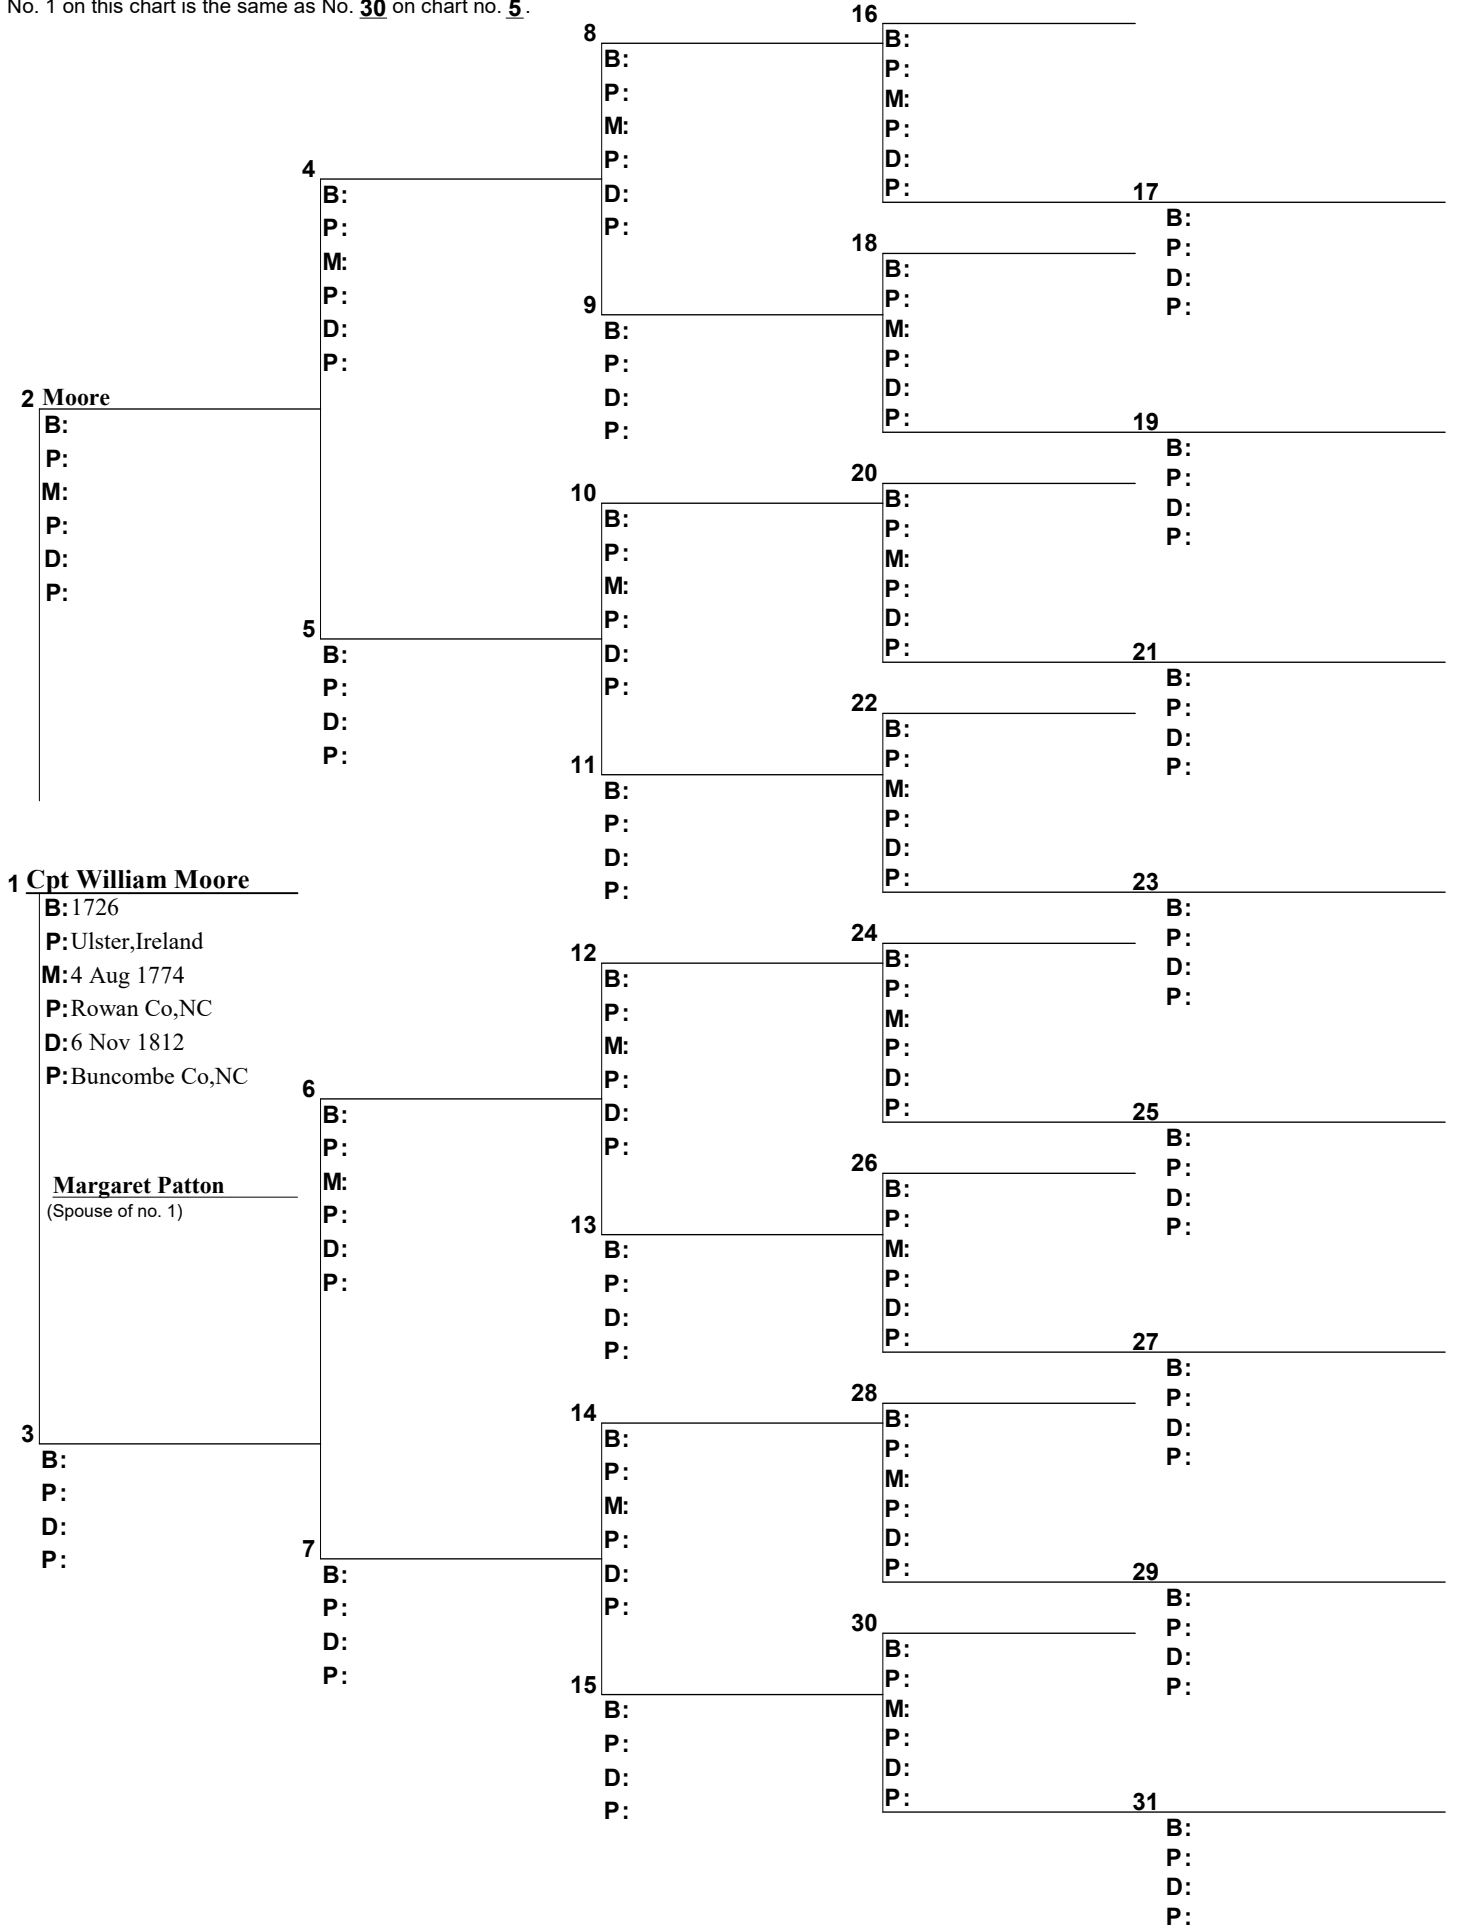 No. 1 on this chart is the same as No. 30 on chart no. 5.
2 Moore
B:
P:
M:
P:
D:
P:
1 Cpt William Moore
B: 1726
P: Ulster,Ireland
M: 4 Aug 1774
P: Rowan Co,NC
D: 6 Nov 1812
P: Buncombe Co,NC
Margaret Patton
(Spouse of no. 1)
3
B:
P:
D:
P:
4
B:
P:
M:
P:
D:
P:
5
B:
P:
D:
P:
6
B:
P:
M:
P:
D:
P:
7
B:
P:
D:
P:
8
B:
P:
M:
P:
D:
P:
9
B:
P:
D:
P:
10
B:
P:
M:
P:
D:
P:
11
B:
P:
D:
P:
12
B:
P:
M:
P:
D:
P:
13
B:
P:
D:
P:
14
B:
P:
M:
P:
D:
P:
15
B:
P:
D:
P:
16
B:
P:
M:
P:
D:
P:
17
B:
P:
D:
P:
18
B:
P:
M:
P:
D:
P:
19
B:
P:
D:
P:
20
B:
P:
M:
P:
D:
P:
21
B:
P:
D:
P:
22
B:
P:
M:
P:
D:
P:
23
B:
P:
D:
P:
24
B:
P:
M:
P:
D:
P:
25
B:
P:
D:
P:
26
B:
P:
M:
P:
D:
P:
27
B:
P:
D:
P:
28
B:
P:
M:
P:
D:
P:
29
B:
P:
D:
P:
30
B:
P:
M:
P:
D:
P:
31
B:
P:
D:
P: